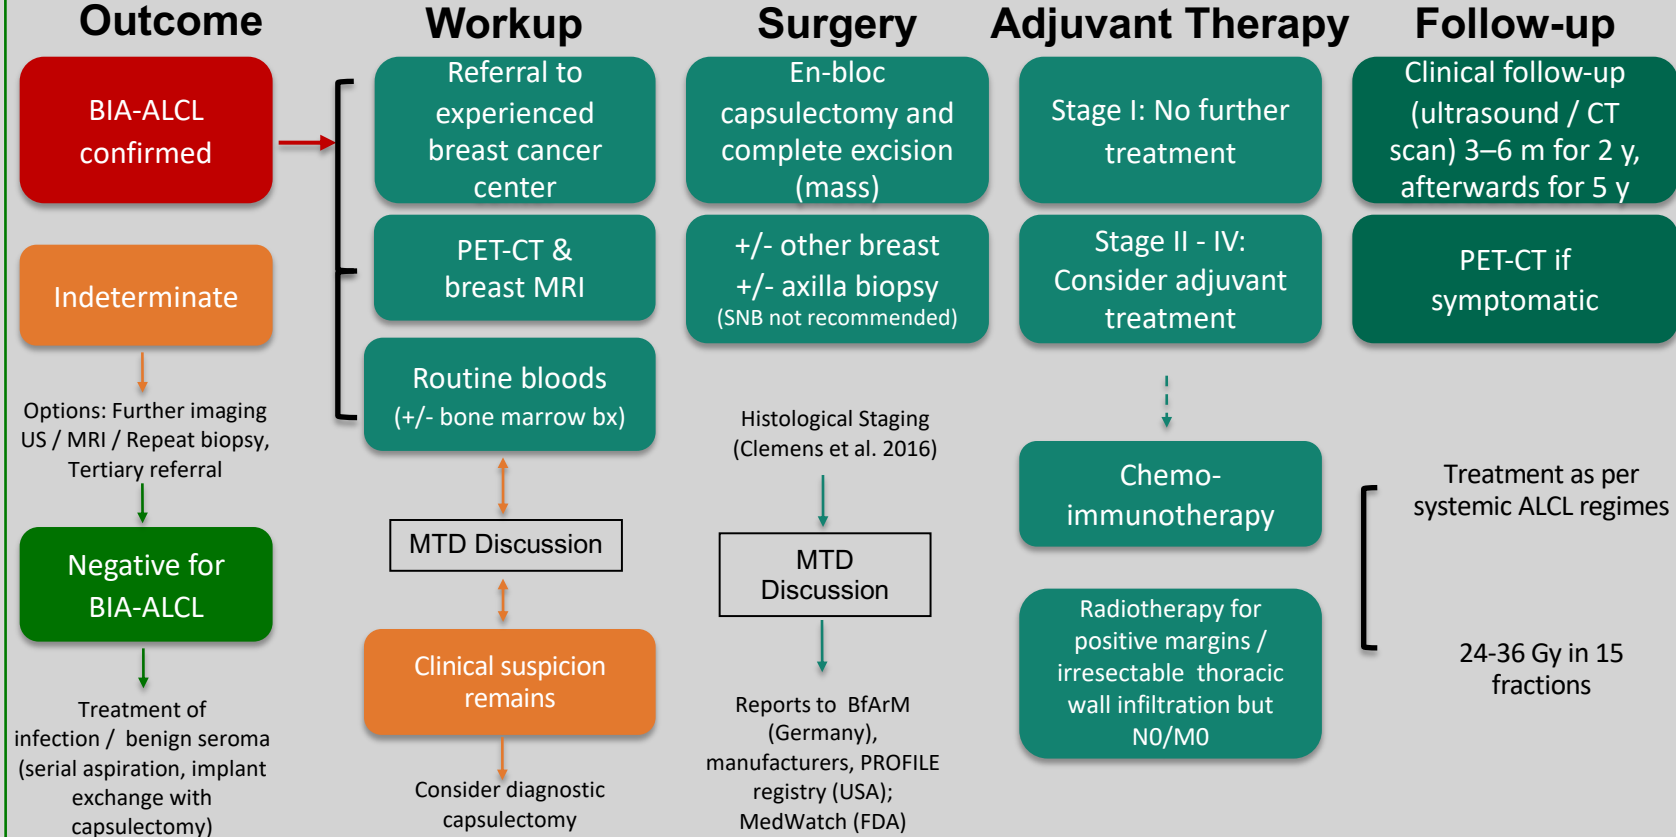 Outcome
BIA-ALCL
confirmed
Indeterminate
Options: Further imaging
US / MRI / Repeat biopsy,
Tertiary referral
Negative for
BIA-ALCL
Treatment of
infection / benign seroma
(serial aspiration, implant
exchange with
capsulectomy)
Workup
Referral to
experienced
breast cancer
center
PET-CT &
breast MRI
Routine bloods
(+/- bone marrow bx)
MTD Discussion
Clinical suspicion
remains
Consider diagnostic
capsulectomy
Surgery
En-bloc
capsulectomy and
complete excision
(mass)
+/- other breast
+/- axilla biopsy
(SNB not recommended)
Histological Staging
(Clemens et al. 2016)
MTD
Discussion
Reports to BfArM
(Germany),
manufacturers, PROFILE
registry (USA);
MedWatch (FDA)
Adjuvant Therapy
Stage I: No further
treatment
Stage II - IV:
Consider adjuvant
treatment
Chemo-
immunotherapy
Radiotherapy for
positive margins /
irresectable thoracic
wall infiltration but
N0/M0
Follow-up
Clinical follow-up
(ultrasound / CT
scan) 3–6 m for 2 y,
afterwards for 5 y
PET-CT if
symptomatic
Treatment as per
systemic ALCL regimes
24-36 Gy in 15
fractions